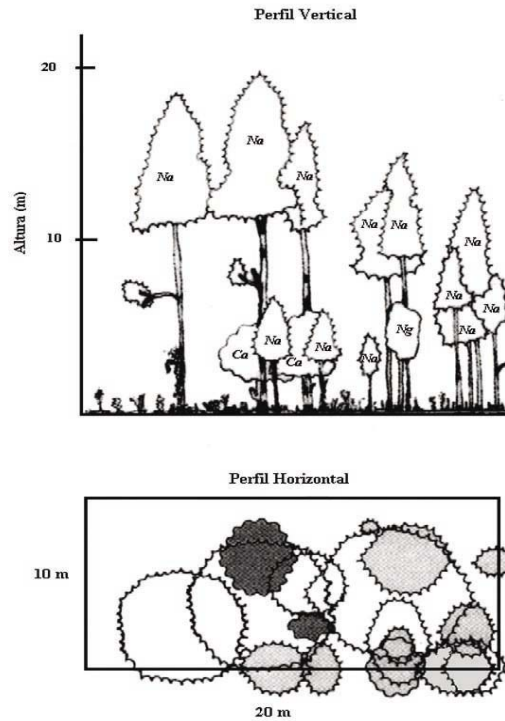 Perfil Vertical
20
Altura (m)
10
Na
Na
Na
Na
Na
Na
Na
Na
Na
Na
Ng
Ca
Ca
Na
Na
Na
Perfil Horizontal
10 m
20 m